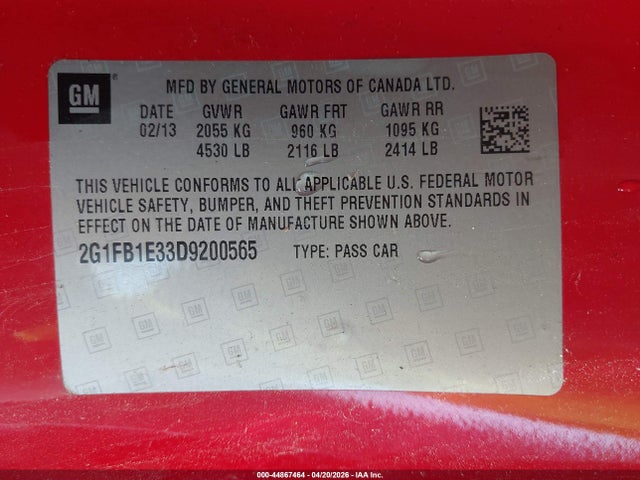 GM
MFD BY GENERAL MOTORS OF CANADA LTD.
DATE GVWR GAWR FRT GAWR RR
02/13 2055 KG 960 KG 1095 KG
4530 LB 2116 LB 2414 LB
THIS VEHICLE CONFORMS TO ALL APPLICABLE U.S. FEDERAL MOTOR
VEHICLE SAFETY, BUMPER, AND THEFT PREVENTION STANDARDS IN
EFFECT ON THE DATE OF MANUFACTURE SHOWN ABOVE.
2G1FB1E33D9200565 TYPE: PASS CAR
000-44867464 - 04/20/2026 - IAA Inc.